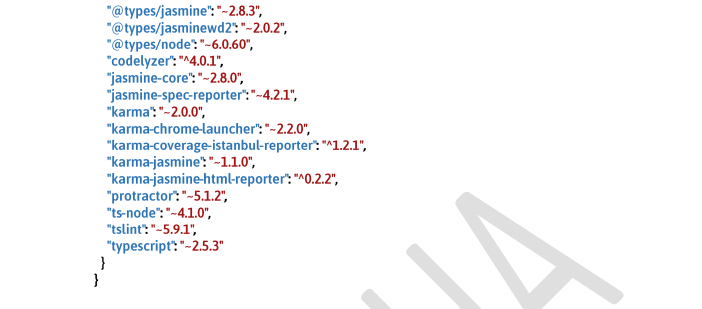 "@types/jasmine": "~2.8.3",
"@types/jasminewd2": "~2.0.2",
"@types/node": "~6.0.60",
"codelyzer": "^4.0.1",
"jasmine-core": "~2.8.0",
"jasmine-spec-reporter": "~4.2.1",
"karma": "~2.0.0",
"karma-chrome-launcher": "~2.2.0",
"karma-coverage-istanbul-reporter": "^1.2.1",
"karma-jasmine": "~1.1.0",
"karma-jasmine-html-reporter": "^0.2.2",
"protractor": "~5.1.2",
"ts-node": "~4.1.0",
"tslint": "~5.9.1",
"typescript": "~2.5.3"
}
}